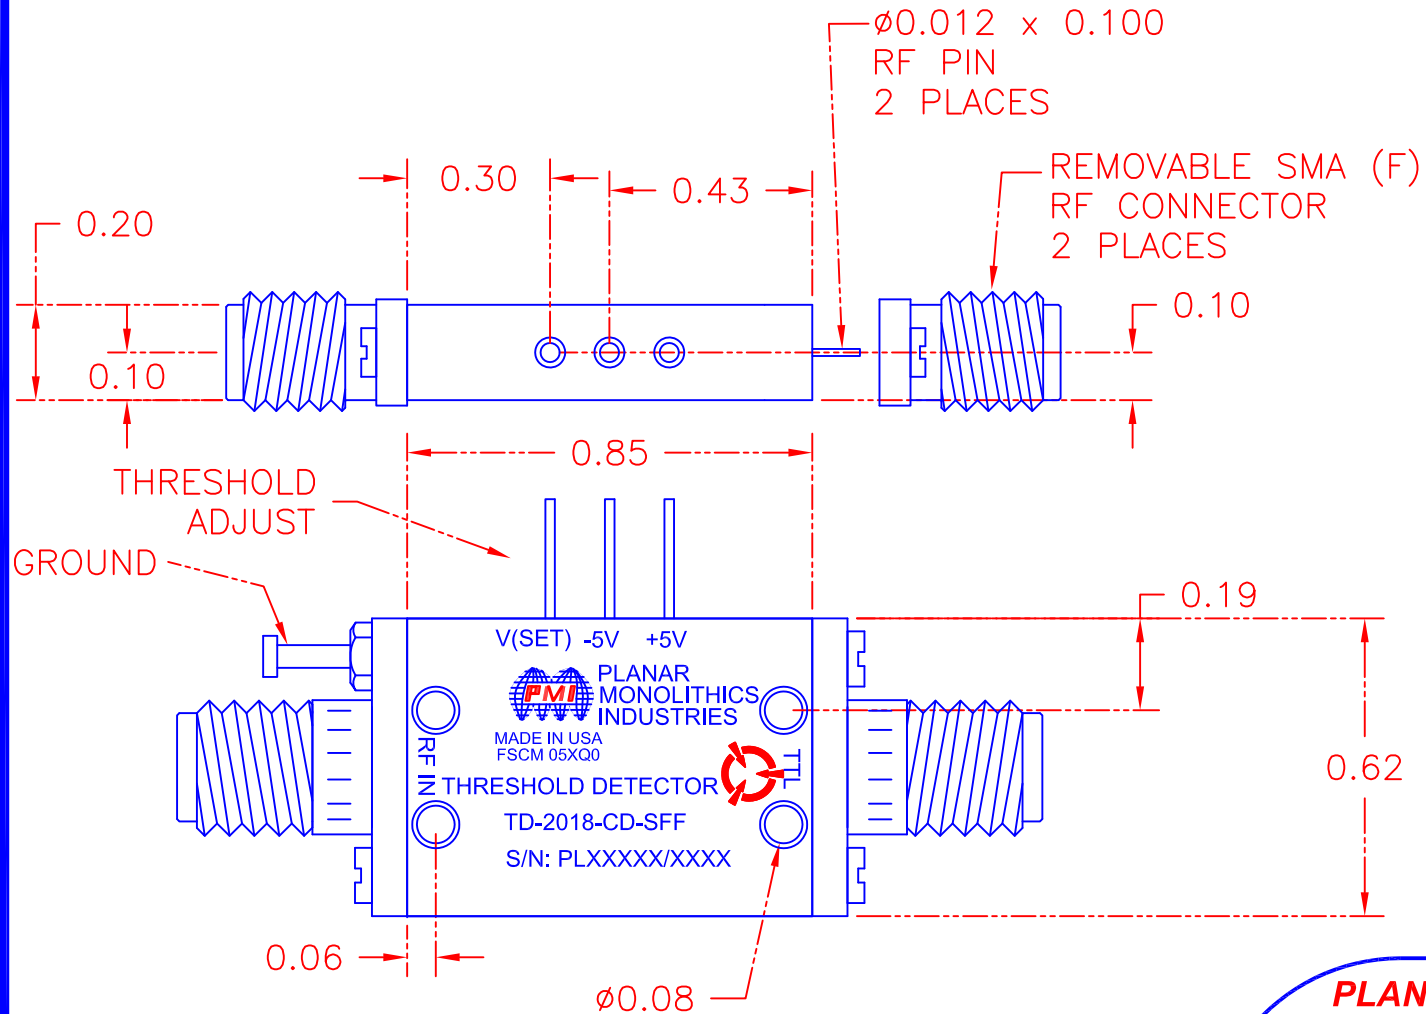 ø0.012 x 0.100
RF PIN
2 PLACES
REMOVABLE SMA (F)
RF CONNECTOR
2 PLACES
0.30
0.43
0.20
0.10
0.10
0.85
THRESHOLD
ADJUST
GROUND
0.19
V(SET) -5V +5V
PMI
PLANAR
MONOLITHICS
INDUSTRIES
MADE IN USA
FSCM 05XQ0
RF IN
TTL
THRESHOLD DETECTOR
TD-2018-CD-SFF
S/N: PLXXXXX/XXXX
0.62
0.06
ø0.08
PLAN